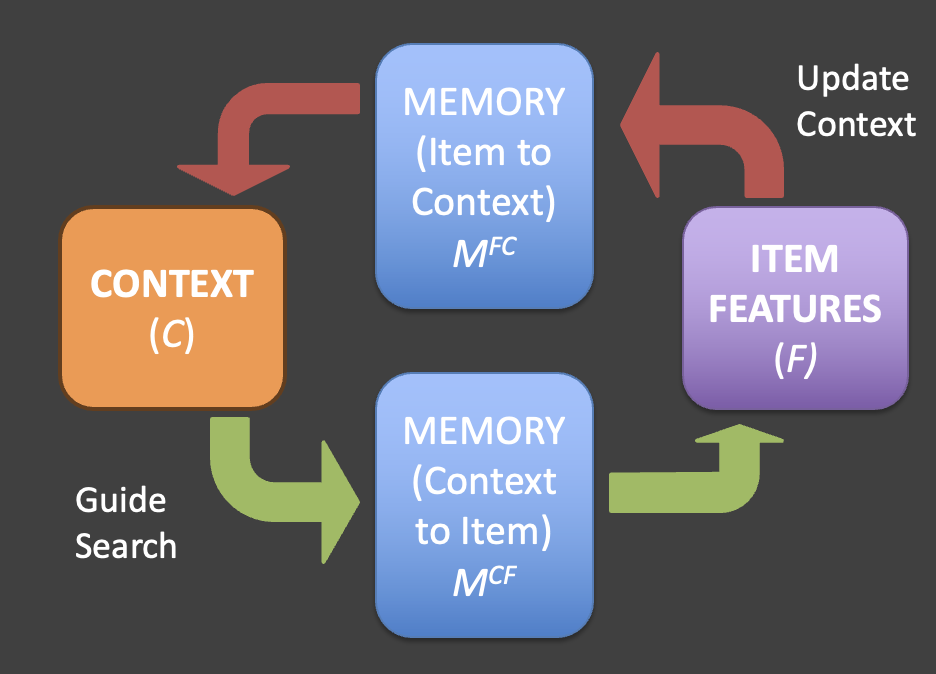 MEMORY
(Item to
Context)
M^FC
Update
Context
CONTEXT
(C)
ITEM
FEATURES
(F)
MEMORY
(Context
to Item)
M^CF
Guide
Search